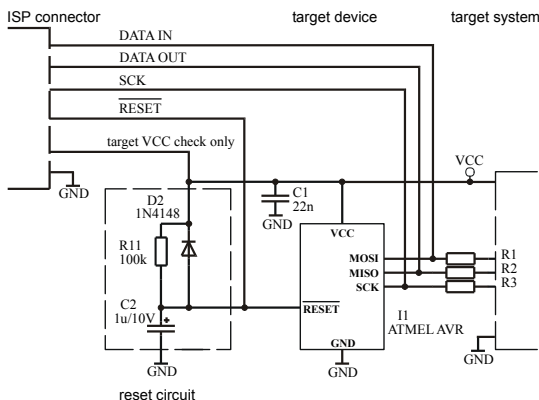 ISP connector
target device
target system
DATA IN
DATA OUT
SCK
RESET
target VCC check only
GND
VCC
D2
1N4148
C1
22n
GND
R11
100k
VCC
MOSI
MISO
SCK
R1
R2
R3
C2
1u/10V
+
RESET
I1
ATMEL AVR
GND
GND
GND
GND
reset circuit